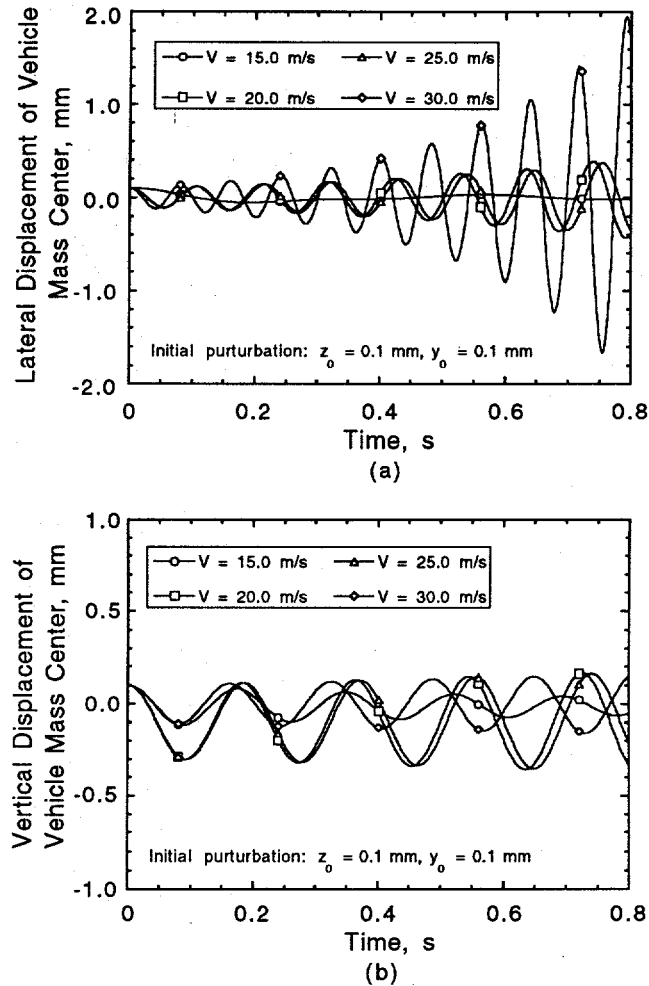 Lateral Displacement of Vehicle
Mass Center, mm
2.0
1.0
0.0
-1.0
-2.0
V = 15.0 m/s
V = 25.0 m/s
V = 20.0 m/s
V = 30.0 m/s
Initial purturbation: z₀ = 0.1 mm, y₀ = 0.1 mm
0
0.2
0.4
0.6
0.8
Time, s
(a)
Vertical Displacement of
Vehicle Mass Center, mm
1.0
0.5
0.0
-0.5
-1.0
V = 15.0 m/s
V = 25.0 m/s
V = 20.0 m/s
V = 30.0 m/s
Initial purturbation: z₀ = 0.1 mm, y₀ = 0.1 mm
0
0.2
0.4
0.6
0.8
Time, s
(b)